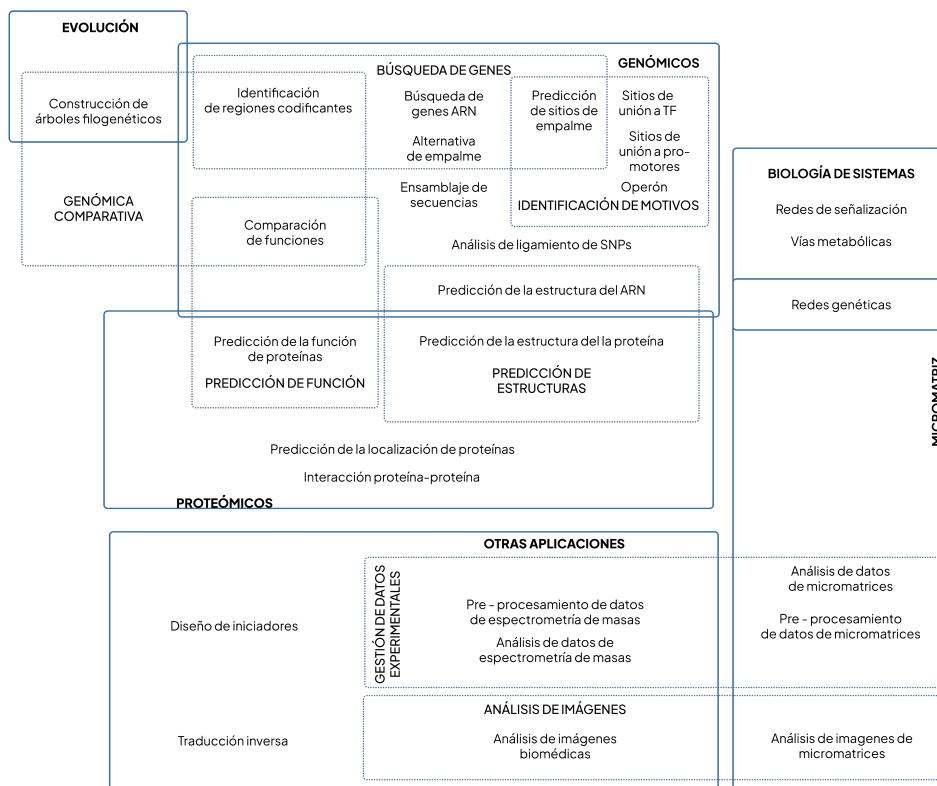 EVOLUCIÓN
Construcción de
árboles filogenéticos
GENÓMICA
COMPARATIVA
GENÓMICOS
BÚSQUEDA DE GENES
Identificación
de regiones codificantes
Búsqueda de
genes ARN
Alternativa
de empalme
Predicción
de sitios de
empalme
Sitios de
unión a TF
Sitios de
unión a pro-
motores
Operón
IDENTIFICACIÓN DE MOTIVOS
Ensamblaje de
secuencias
Comparación
de funciones
Análisis de ligamiento de SNPs
Predicción de la estructura del ARN
Predicción de la función
de proteínas
PREDICCIÓN DE FUNCIÓN
Predicción de la estructura del la proteína
PREDICCIÓN DE
ESTRUCTURAS
Predicción de la localización de proteínas
Interacción proteína-proteína
PROTEÓMICOS
BIOLOGÍA DE SISTEMAS
Redes de señalización
Vías metabólicas
Redes genéticas
MICROMATRIZ
OTRAS APLICACIONES
Diseño de iniciadores
GESTIÓN DE DATOS
EXPERIMENTALES
Pre - procesamiento de datos
de espectrometría de masas
Análisis de datos de
espectrometría de masas
Análisis de datos
de micromatrices
Pre - procesamiento
de datos de micromatrices
Traducción inversa
ANÁLISIS DE IMÁGENES
Análisis de imágenes
biomédicas
Análisis de imagenes de
micromatrices